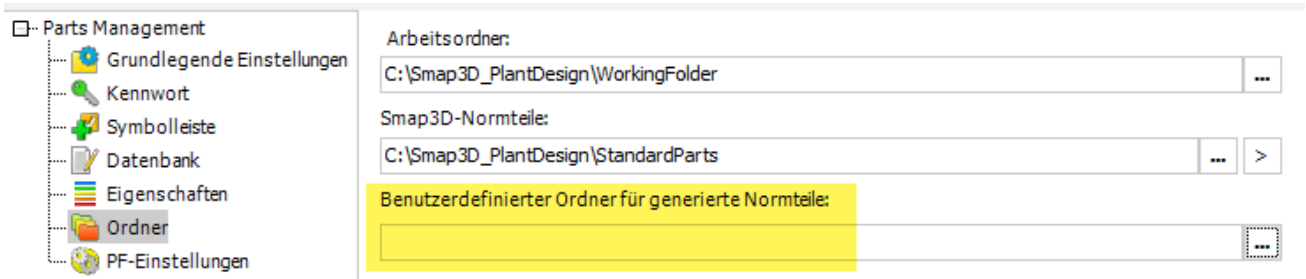 Parts Management
Grundlegende Einstellungen
Kennwort
Symbolleiste
Datenbank
Eigenschaften
Ordner
PF-Einstellungen
Arbeitsordner:
C:\Smap3D_PlantDesign\WorkingFolder
...
Smap3D-Normteile:
C:\Smap3D_PlantDesign\StandardParts
... >
Benutzerdefinierter Ordner für generierte Normteile:
...